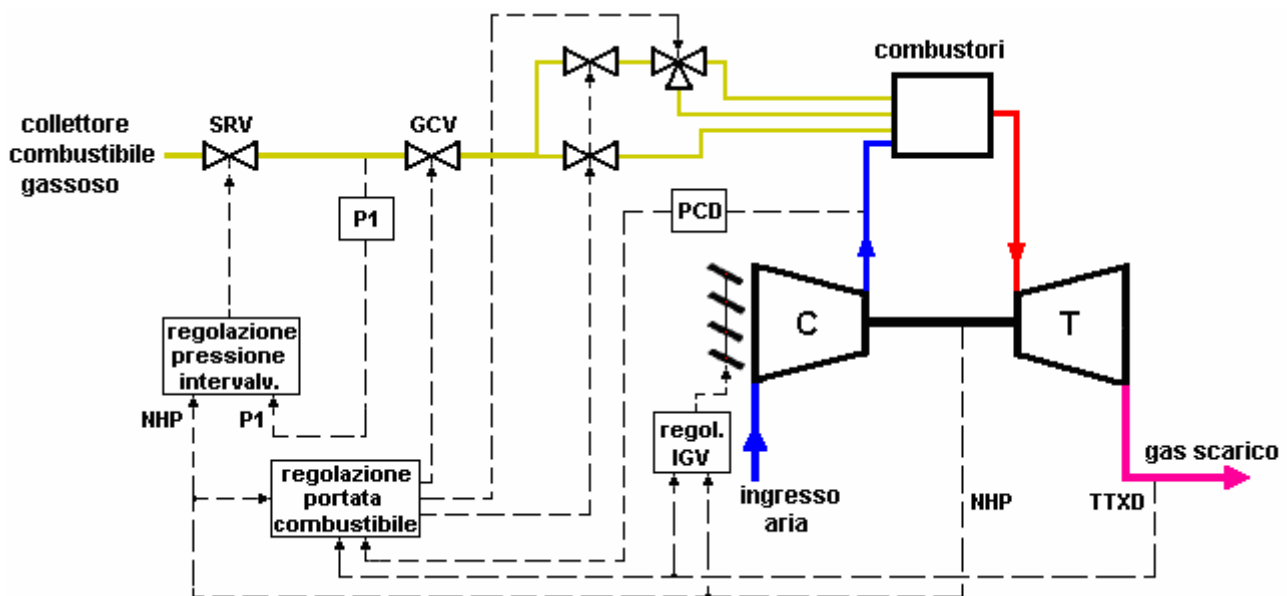 combustori
collettore
combustibile
gassoso
SRV
GCV
P1
PCD
C
T
regolazione
pressione
intervalv.
NHP
P1
regol.
IGV
gas scarico
regolazione
portata
combustibile
ingresso
aria
NHP
TTXD